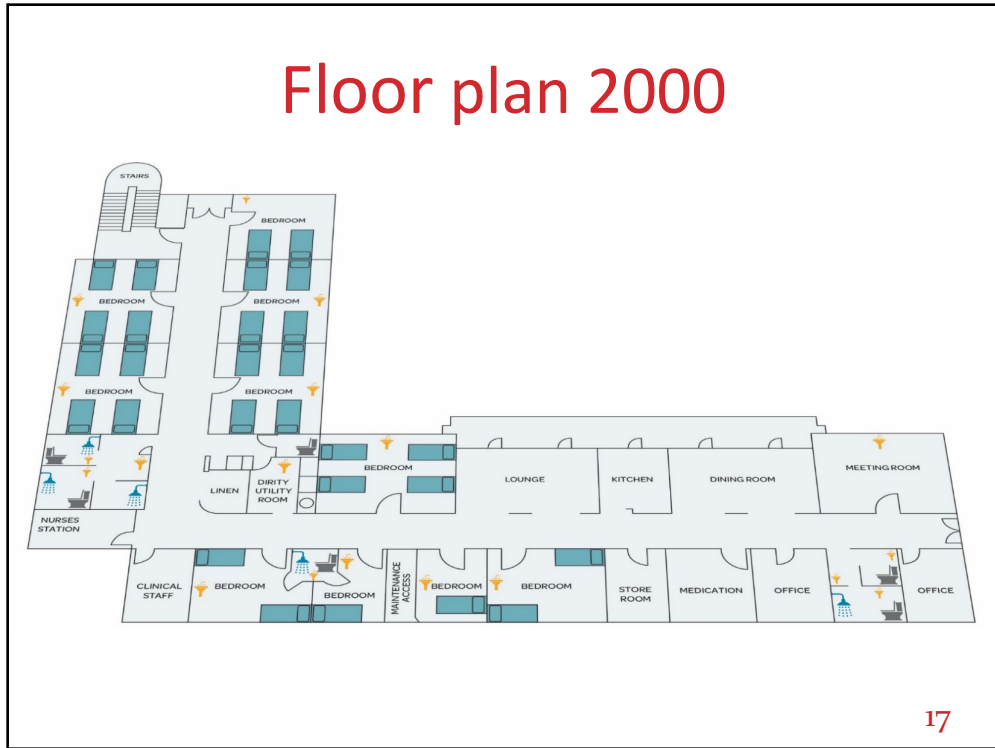 Floor plan 2000
STAIRS
BEDROOM
BEDROOM
BEDROOM
BEDROOM
BEDROOM
BEDROOM
LOUNGE
KITCHEN
DINING ROOM
MEETING ROOM
LINEN
DIRITY
UTILITY
ROOM
NURSES
STATION
CLINICAL
STAFF
BEDROOM
BEDROOM
MAINTENANCE
ACCESS
BEDROOM
BEDROOM
STORE
ROOM
MEDICATION
OFFICE
OFFICE
17